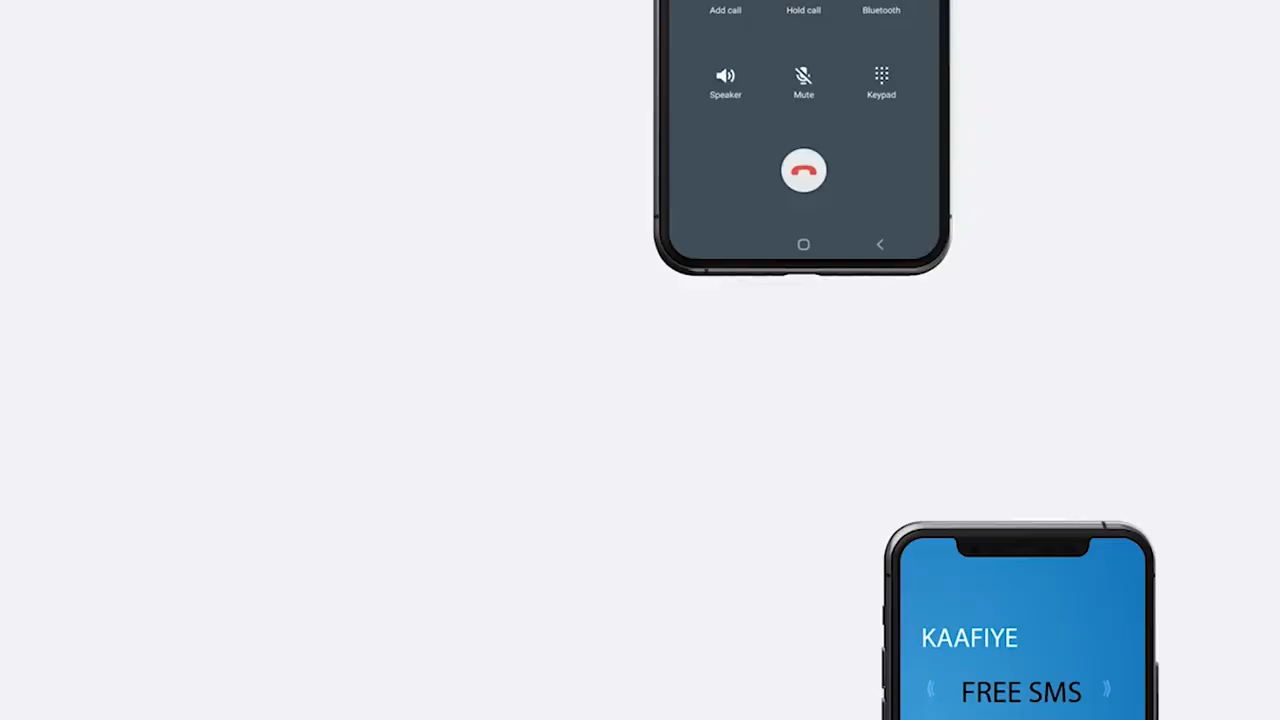 Add call Hold call Bluetooth
Speaker Mute Keypad
KAAFIYE
FREE SMS